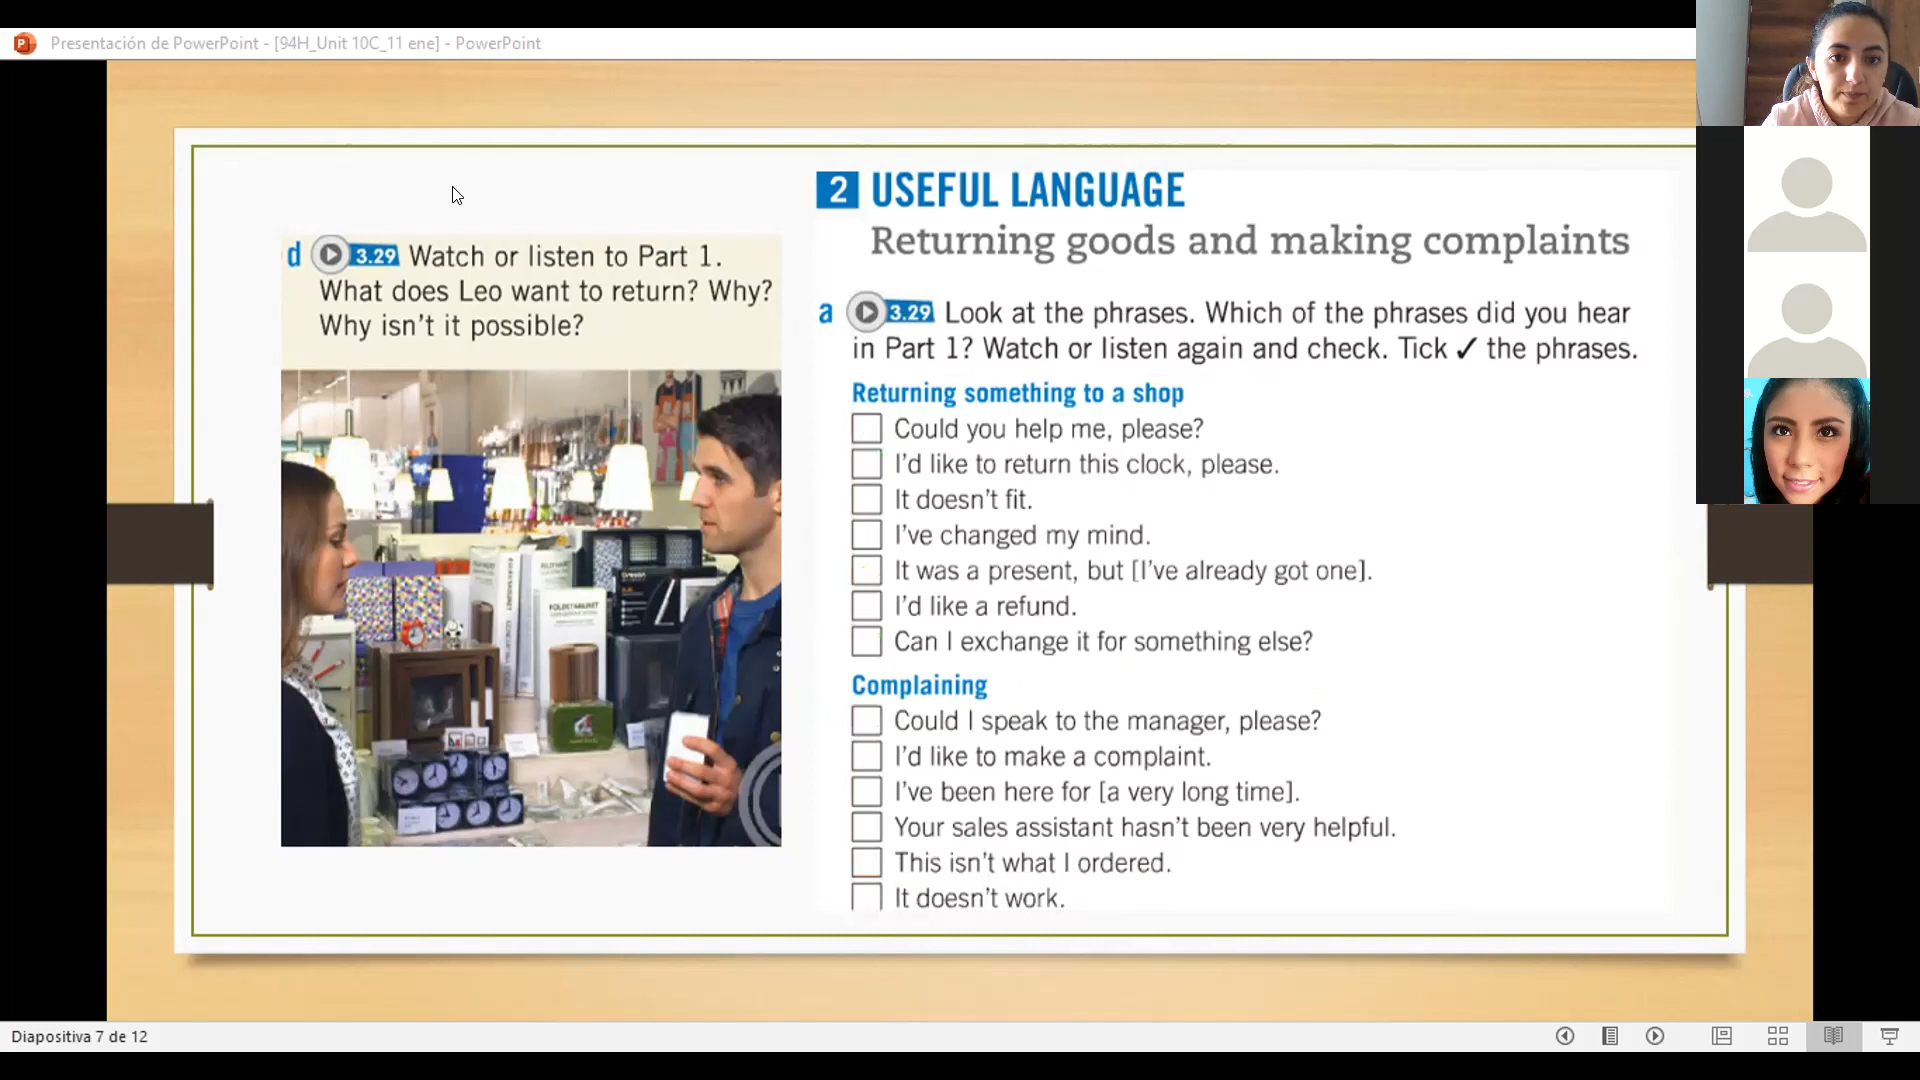 Presentación de PowerPoint - [94H_Unit 10C_11 ene] - PowerPoint
d 3.29 Watch or listen to Part 1.
What does Leo want to return? Why?
Why isn't it possible?
2 USEFUL LANGUAGE
Returning goods and making complaints
a 3.29 Look at the phrases. Which of the phrases did you hear
in Part 1? Watch or listen again and check. Tick ✓ the phrases.
Returning something to a shop
Could you help me, please?
I'd like to return this clock, please.
It doesn't fit.
I've changed my mind.
It was a present, but [I've already got one].
I'd like a refund.
Can I exchange it for something else?
Complaining
Could I speak to the manager, please?
I'd like to make a complaint.
I've been here for [a very long time].
Your sales assistant hasn't been very helpful.
This isn't what I ordered.
It doesn't work.
Diapositiva 7 de 12